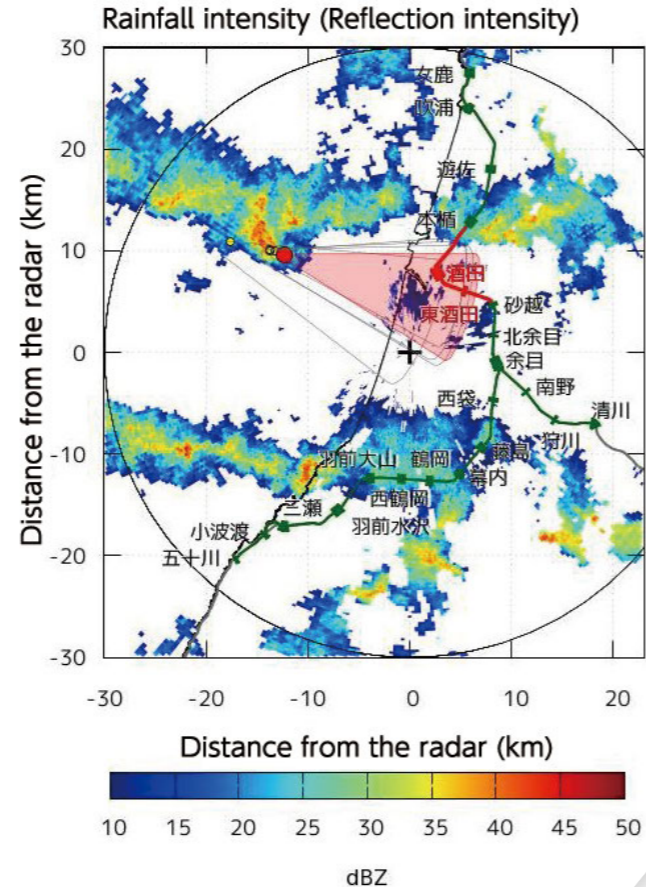 Rainfall intensity (Reflection intensity)
30
女鹿
吹浦
20
遊佐
本楯
10
酒田
東酒田
砂越
北余目
0
余目
南野
西袋
清川
狩川
-10
羽前大山 鶴岡
藤島
幕内
西鶴岡
三瀬
羽前水沢
小波渡
-20
五十川
-30
Distance from the radar (km)
-30 -20 -10 0 10 20
Distance from the radar (km)
10 15 20 25 30 35 40 45 50
dBZ